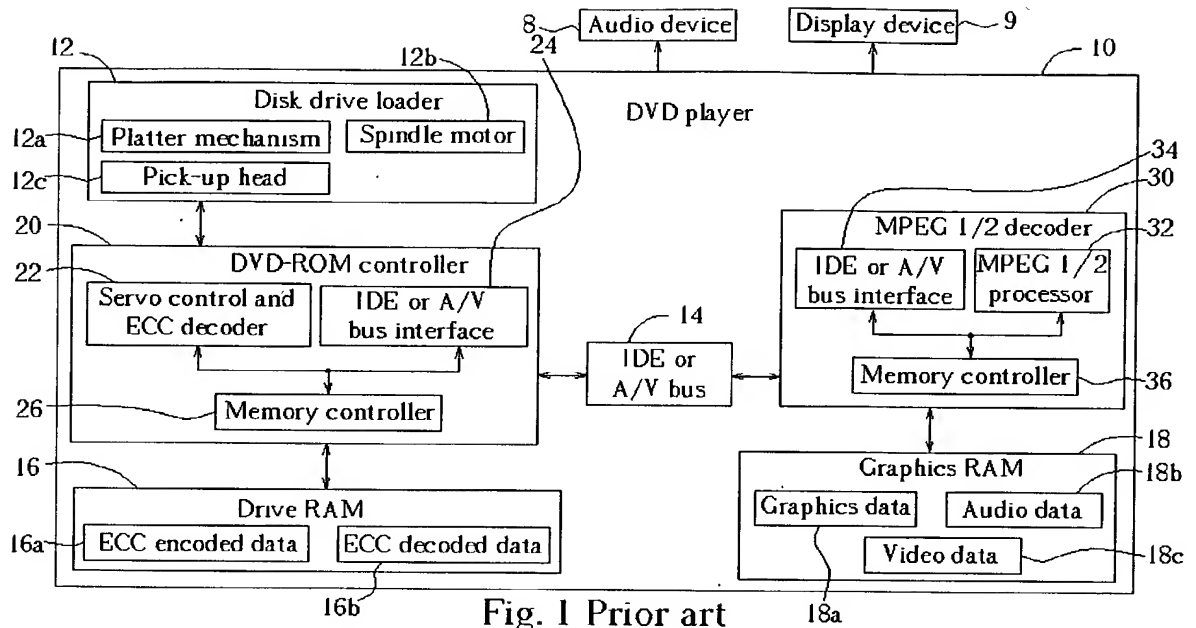 8
Audio device
Display device
9
12
24
12b
10
Disk drive loader
DVD player
12a
Platter mechanism
Spindle motor
34
12c
Pick-up head
30
20
MPEG 1/2 decoder
32
22
DVD-ROM controller
IDE or A/V
bus interface
MPEG 1/2
processor
Servo control and
ECC decoder
IDE or A/V
bus interface
14
IDE or
A/V bus
Memory controller
36
26
Memory controller
18
16
Graphics RAM
18b
Drive RAM
Graphics data
Audio data
16a
ECC encoded data
ECC decoded data
Video data
18c
16b
18a
Fig. 1 Prior art